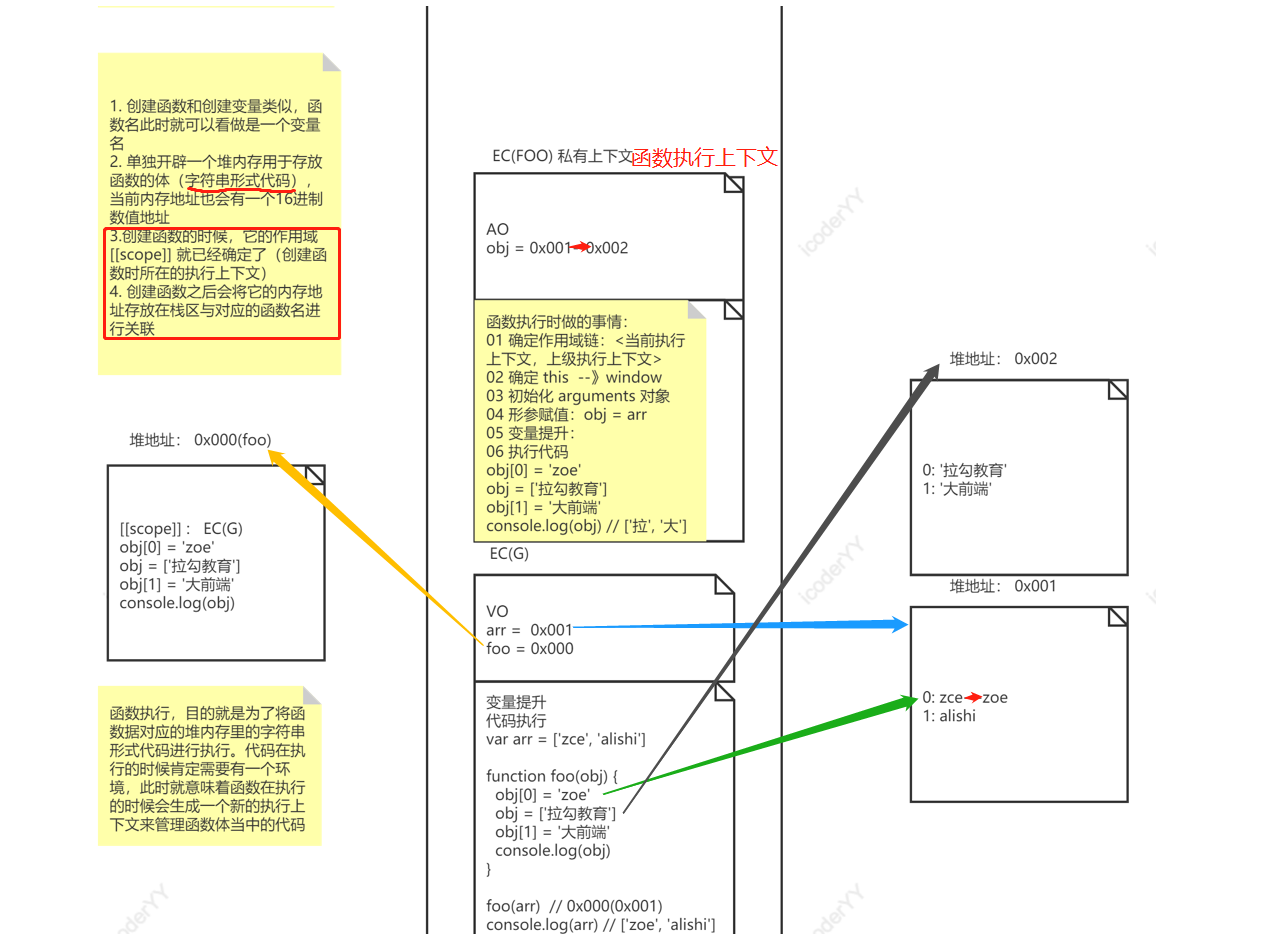 1. 创建函数和创建变量类似，函
数名此时就可以看做是一个变量
名
2. 单独开辟一个堆内存用于存放
函数的体（字符串形式代码），
当前内存地址也会有一个16进制
数值地址
3.创建函数的时候，它的作用域
[[scope]] 就已经确定了（创建函
数时所在的执行上下文）
4. 创建函数之后会将它的内存地
址存放在栈区与对应的函数名进
行关联
堆地址： 0x000(foo)
[[scope]]： EC(G)
obj[0] = 'zoe'
obj = ['拉勾教育']
obj[1] = '大前端'
console.log(obj)
函数执行，目的就是为了将函
数据对应的堆内存里的字符串
形式代码进行执行。代码在执
行的时候肯定需要有一个环
境，此时就意味着函数在执行
的时候会生成一个新的执行上
下文来管理函数体当中的代码
EC(FOO) 私有上下文函数执行上下文
AO
obj = 0x001 0x002
函数执行时做的事情：
01 确定作用域链：<当前执行
上下文，上级执行上下文>
02 确定 this --》window
03 初始化 arguments 对象
04 形参赋值：obj = arr
05 变量提升：
06 执行代码
obj[0] = 'zoe'
obj = ['拉勾教育']
obj[1] = '大前端'
console.log(obj) // ['拉', '大']
EC(G)
VO
arr = 0x001
foo = 0x000
变量提升
代码执行
var arr = ['zce', 'alishi']
function foo(obj) {
obj[0] = 'zoe'
obj = ['拉勾教育']
obj[1] = '大前端'
console.log(obj)
}
foo(arr) // 0x000(0x001)
console.log(arr) // ['zoe', 'alishi']
堆地址： 0x002
0: '拉勾教育'
1: '大前端'
堆地址： 0x001
0: zce zoe
1: alishi
icoderYY
icoderYY
coderYY